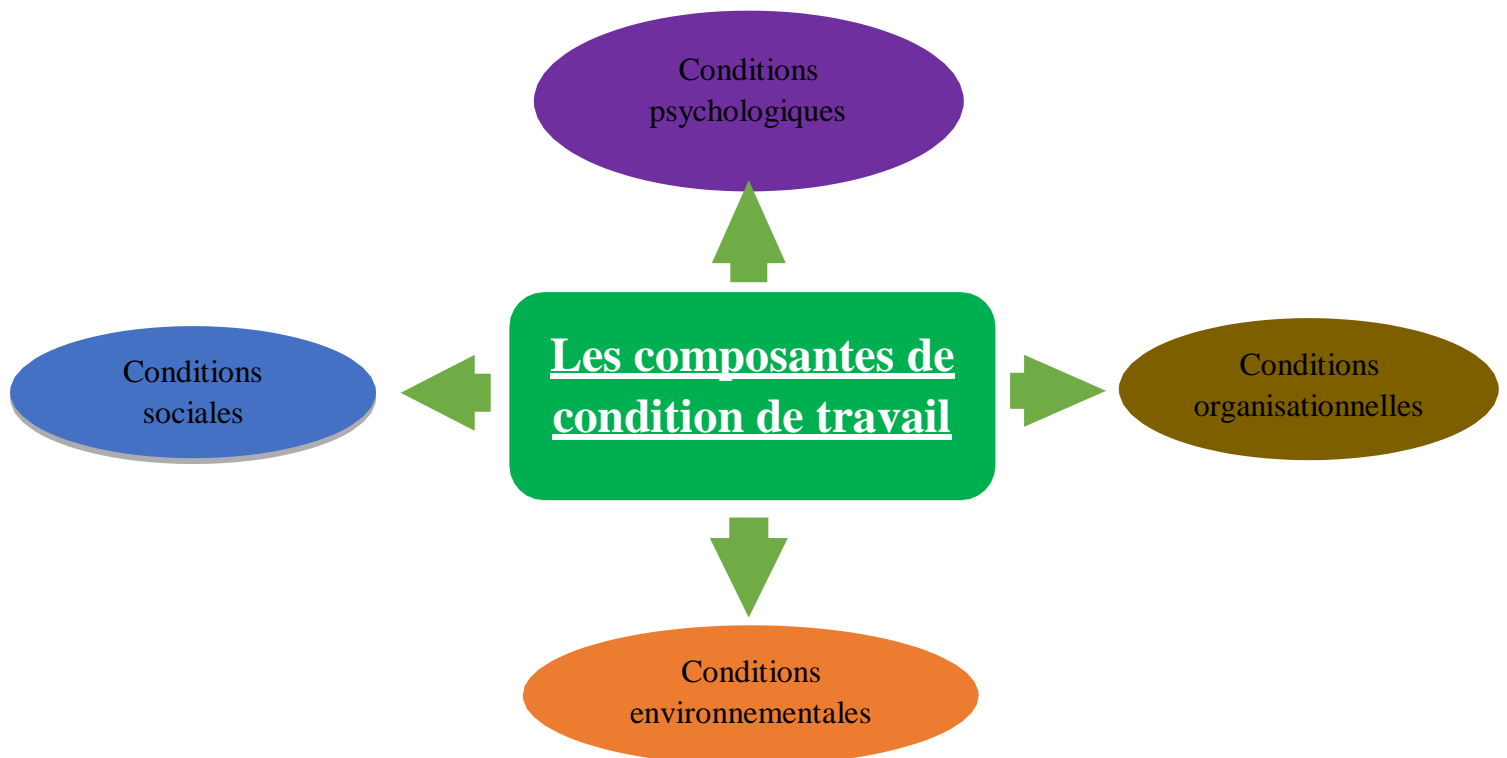 Conditions
psychologiques
Les composantes de
condition de travail
Conditions
sociales
Conditions
organisationnelles
Conditions
environnementales